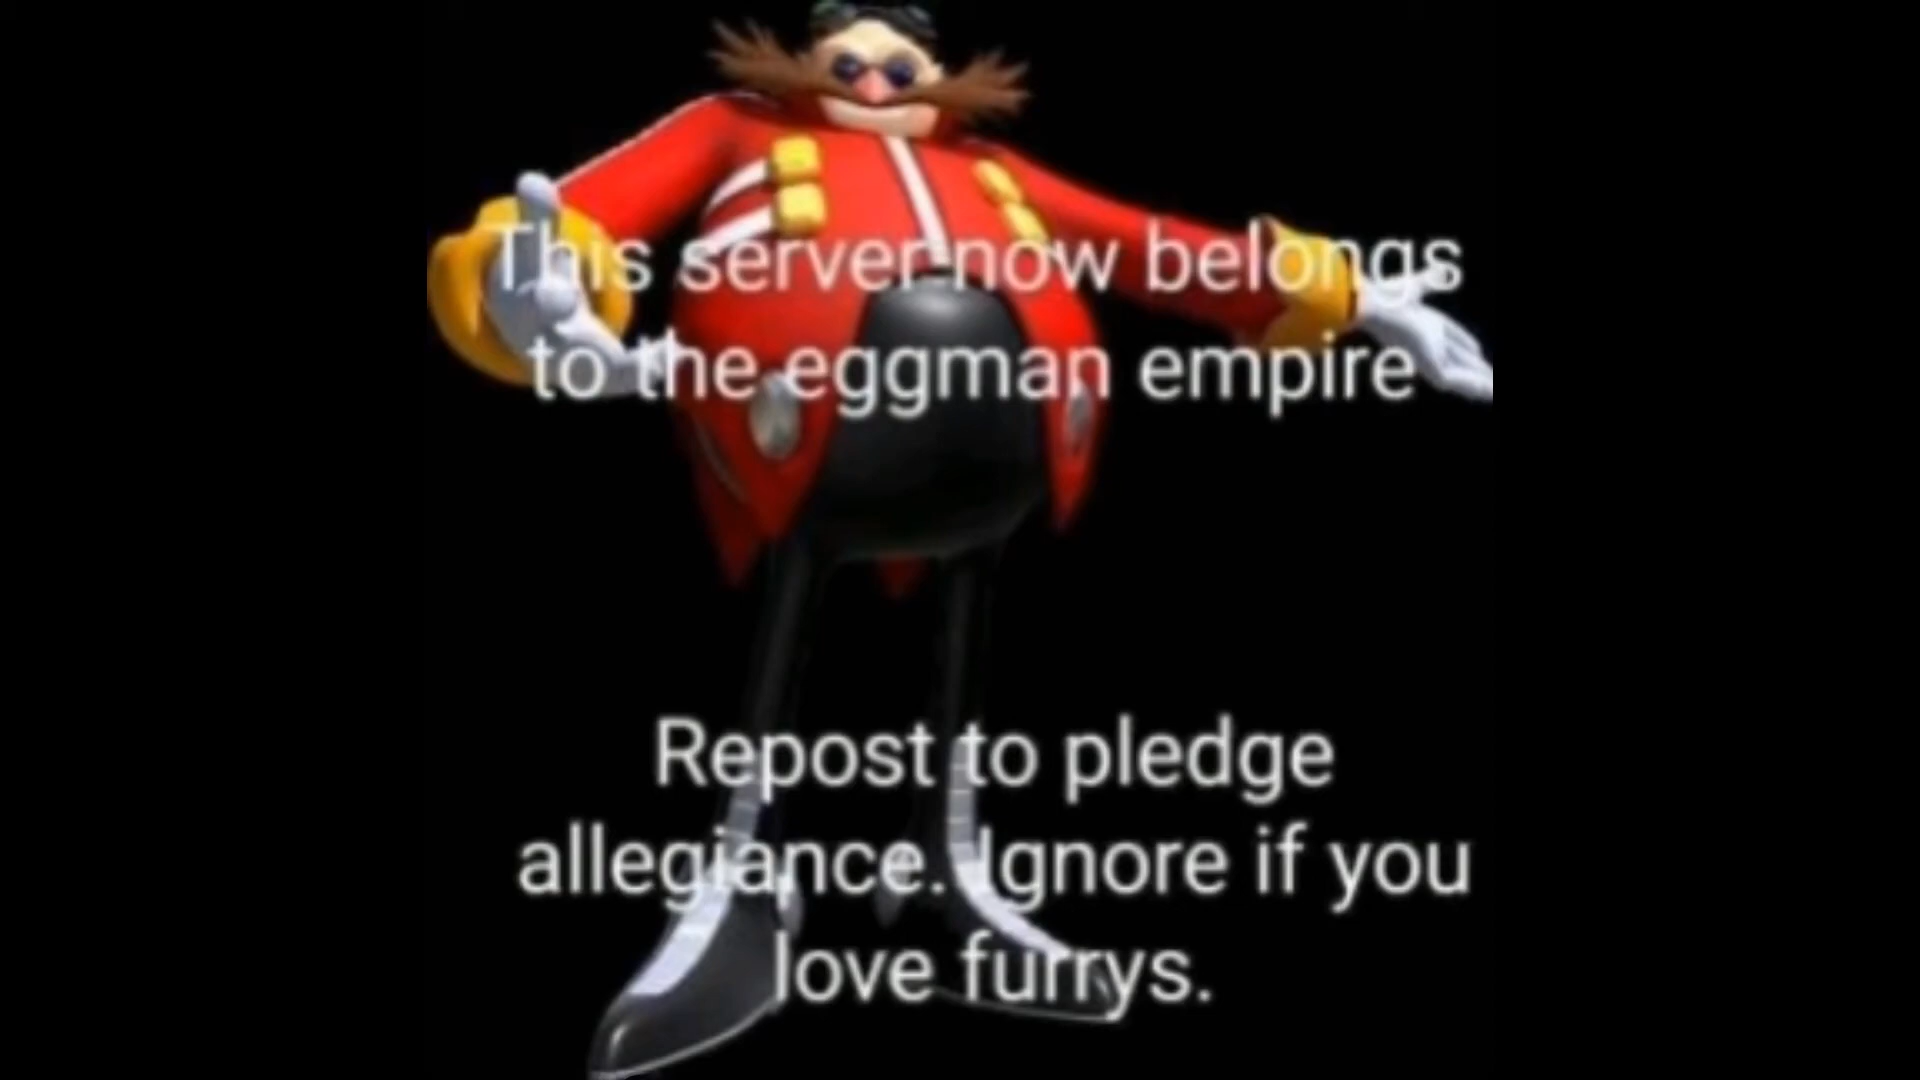 This server now belongs
to the eggman empire
Repost to pledge
allegiance. Ignore if you
love furrys.